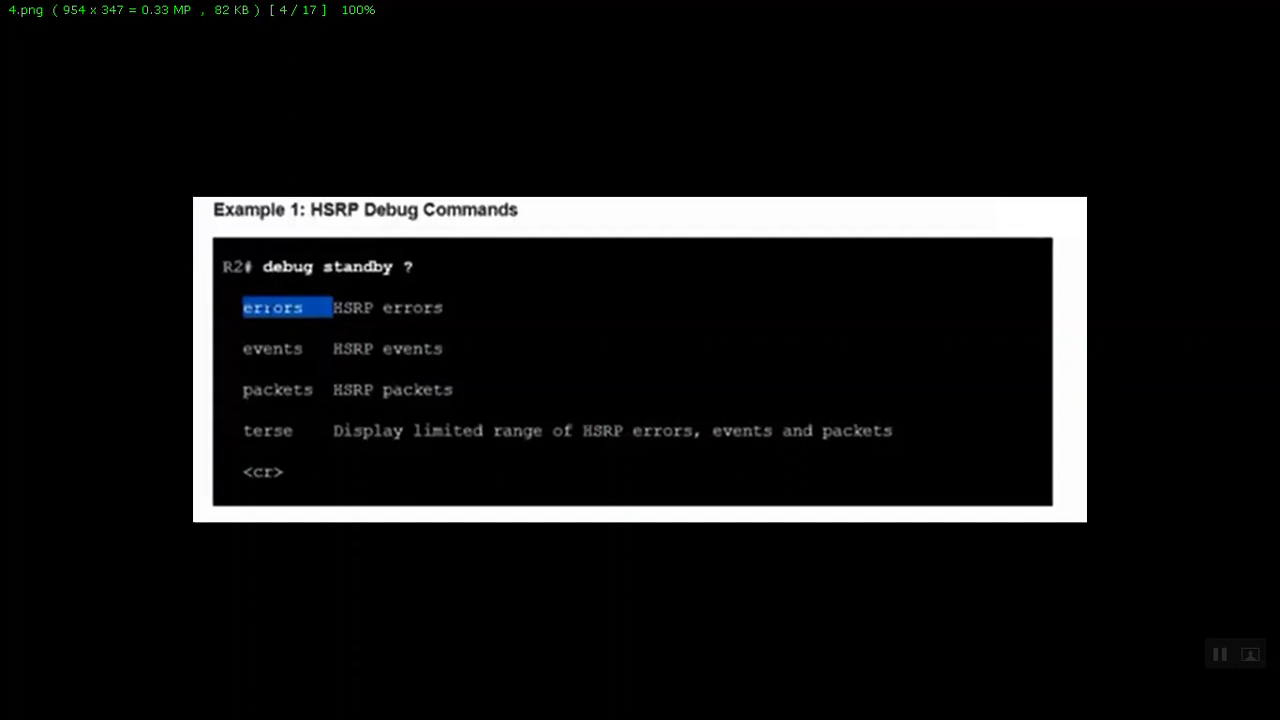 4.png ( 954 x 347 = 0.33 MP , 82 KB ) [ 4 / 17 ] 100%
Example 1: HSRP Debug Commands
R2# debug standby ?
errors HSRP errors
events HSRP events
packets HSRP packets
terse Display limited range of HSRP errors, events and packets
<cr>